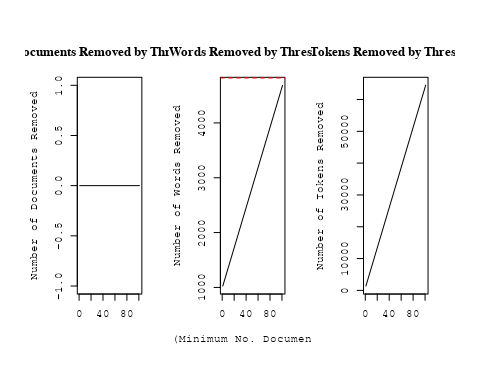 ocuments Removed by Thr
Words Removed by Thres
Tokens Removed by Thres
Number of Documents Removed
1.0
0.5
0.0
−0.5
−1.0
0 40 80
Number of Words Removed
4000
3000
2000
1000
0 40 80
Number of Tokens Removed
50000
30000
10000
0
0 40 80
(Minimum No. Documen